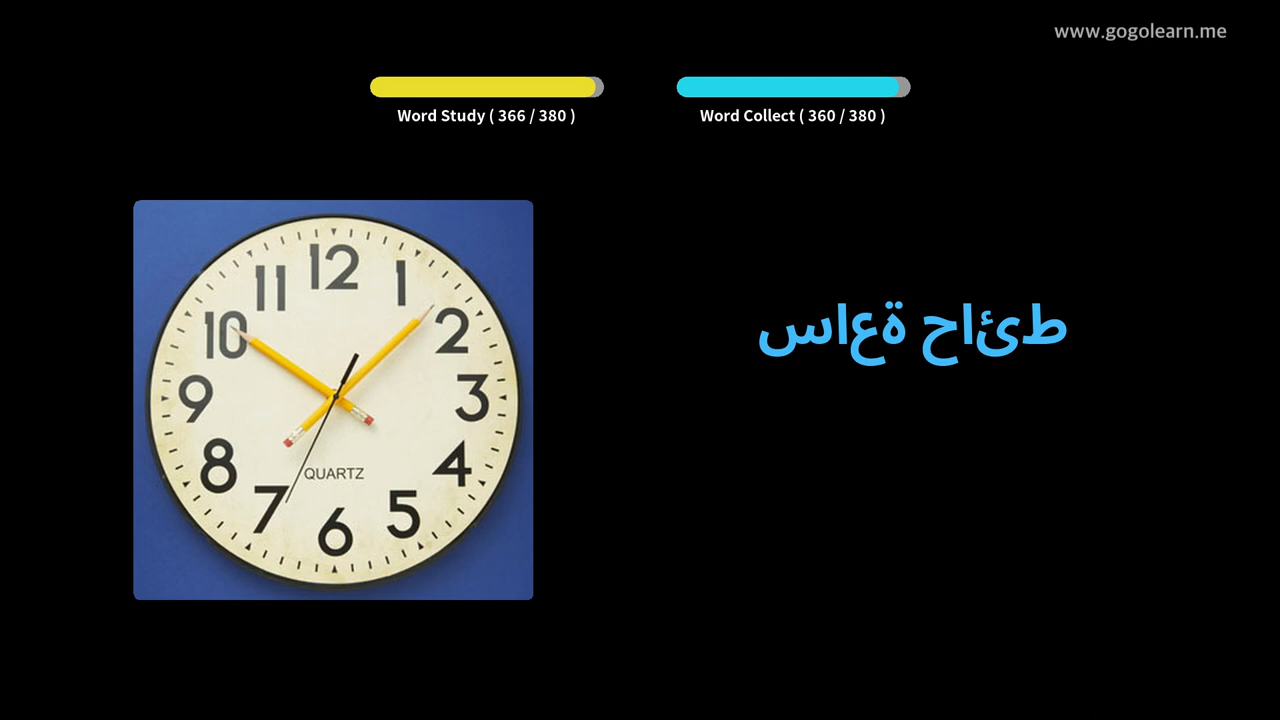 www.gogolearn.me
Word Study ( 366 / 380 )
Word Collect ( 360 / 380 )
12
1
2
3
4
5
6
7
8
9
10
11
QUARTZ
ساعة حائط